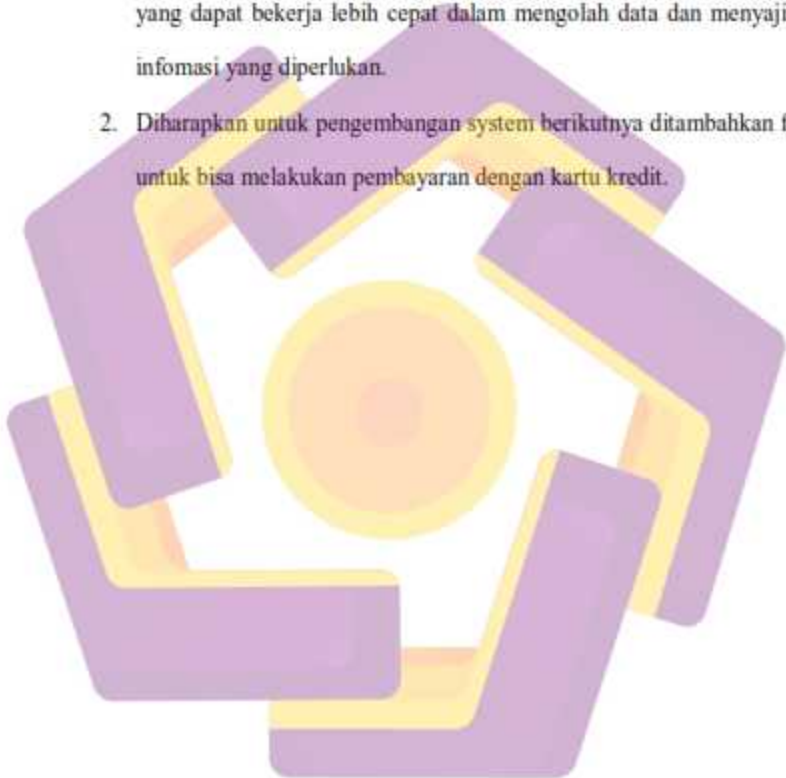 yang dapat bekerja lebih cepat dalam mengolah data dan menyaji
infomasi yang diperlukan.
2. Diharapkan untuk pengembangan system berikutnya ditambahkan f
untuk bisa melakukan pembayaran dengan kartu kredit.